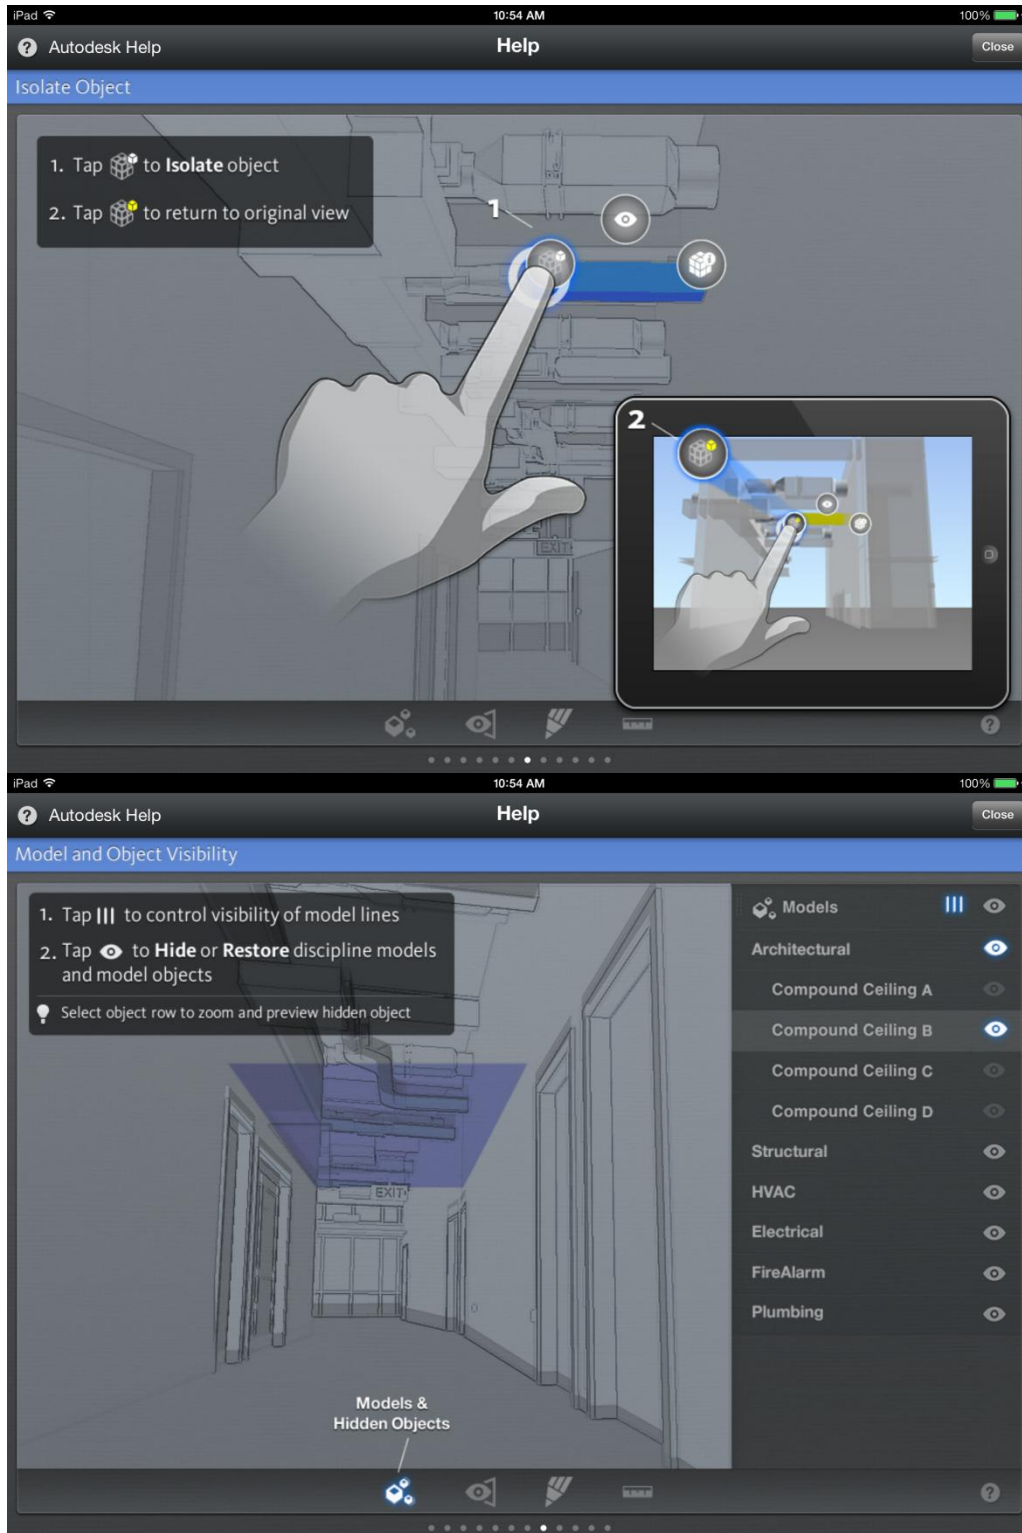 iPad 10:54 AM 100%
? Autodesk Help Help Close
Isolate Object
1. Tap to Isolate object
2. Tap to return to original view
1
2
EXIT
?
iPad 10:54 AM 100%
? Autodesk Help Help Close
Model and Object Visibility
1. Tap to control visibility of model lines
2. Tap to Hide or Restore discipline models
and model objects
Select object row to zoom and preview hidden object
Models
Architectural
Compound Ceiling A
Compound Ceiling B
Compound Ceiling C
Compound Ceiling D
Structural
HVAC
Electrical
FireAlarm
Plumbing
EXIT
Models &
Hidden Objects
?